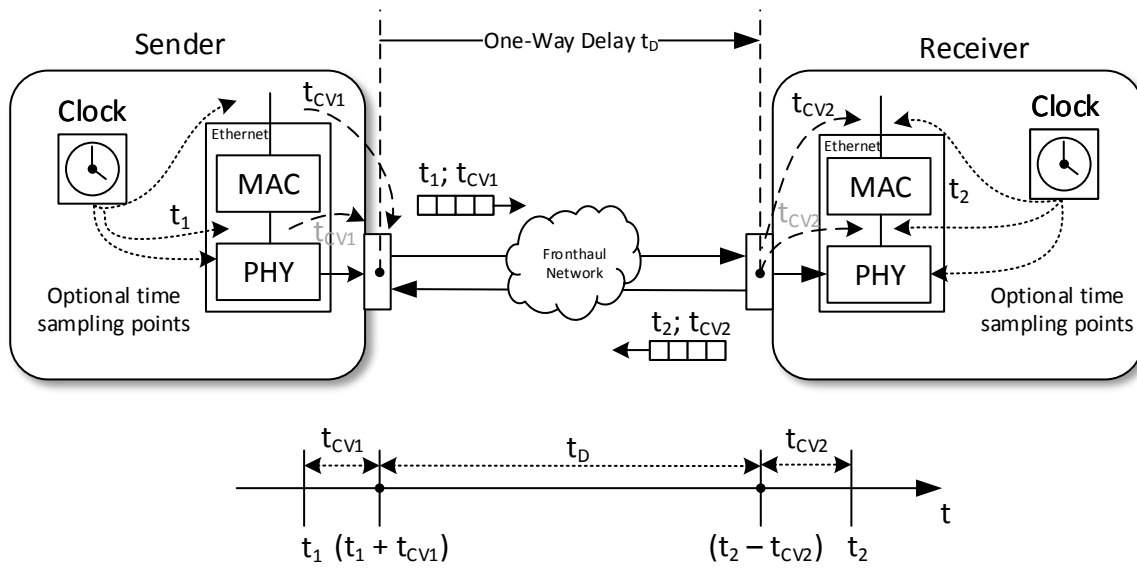 One-Way Delay tD
Sender
Receiver
Clock
tCV1
Ethernet
MAC
t1
tCV1
PHY
Optional time
sampling points
t1; tCV1
Fronthaul
Network
t2; tCV2
tCV2
Ethernet
MAC
t2
tCV2
PHY
Clock
Optional time
sampling points
tCV1
tD
tCV2
t
t1 (t1 + tCV1)
(t2 – tCV2) t2